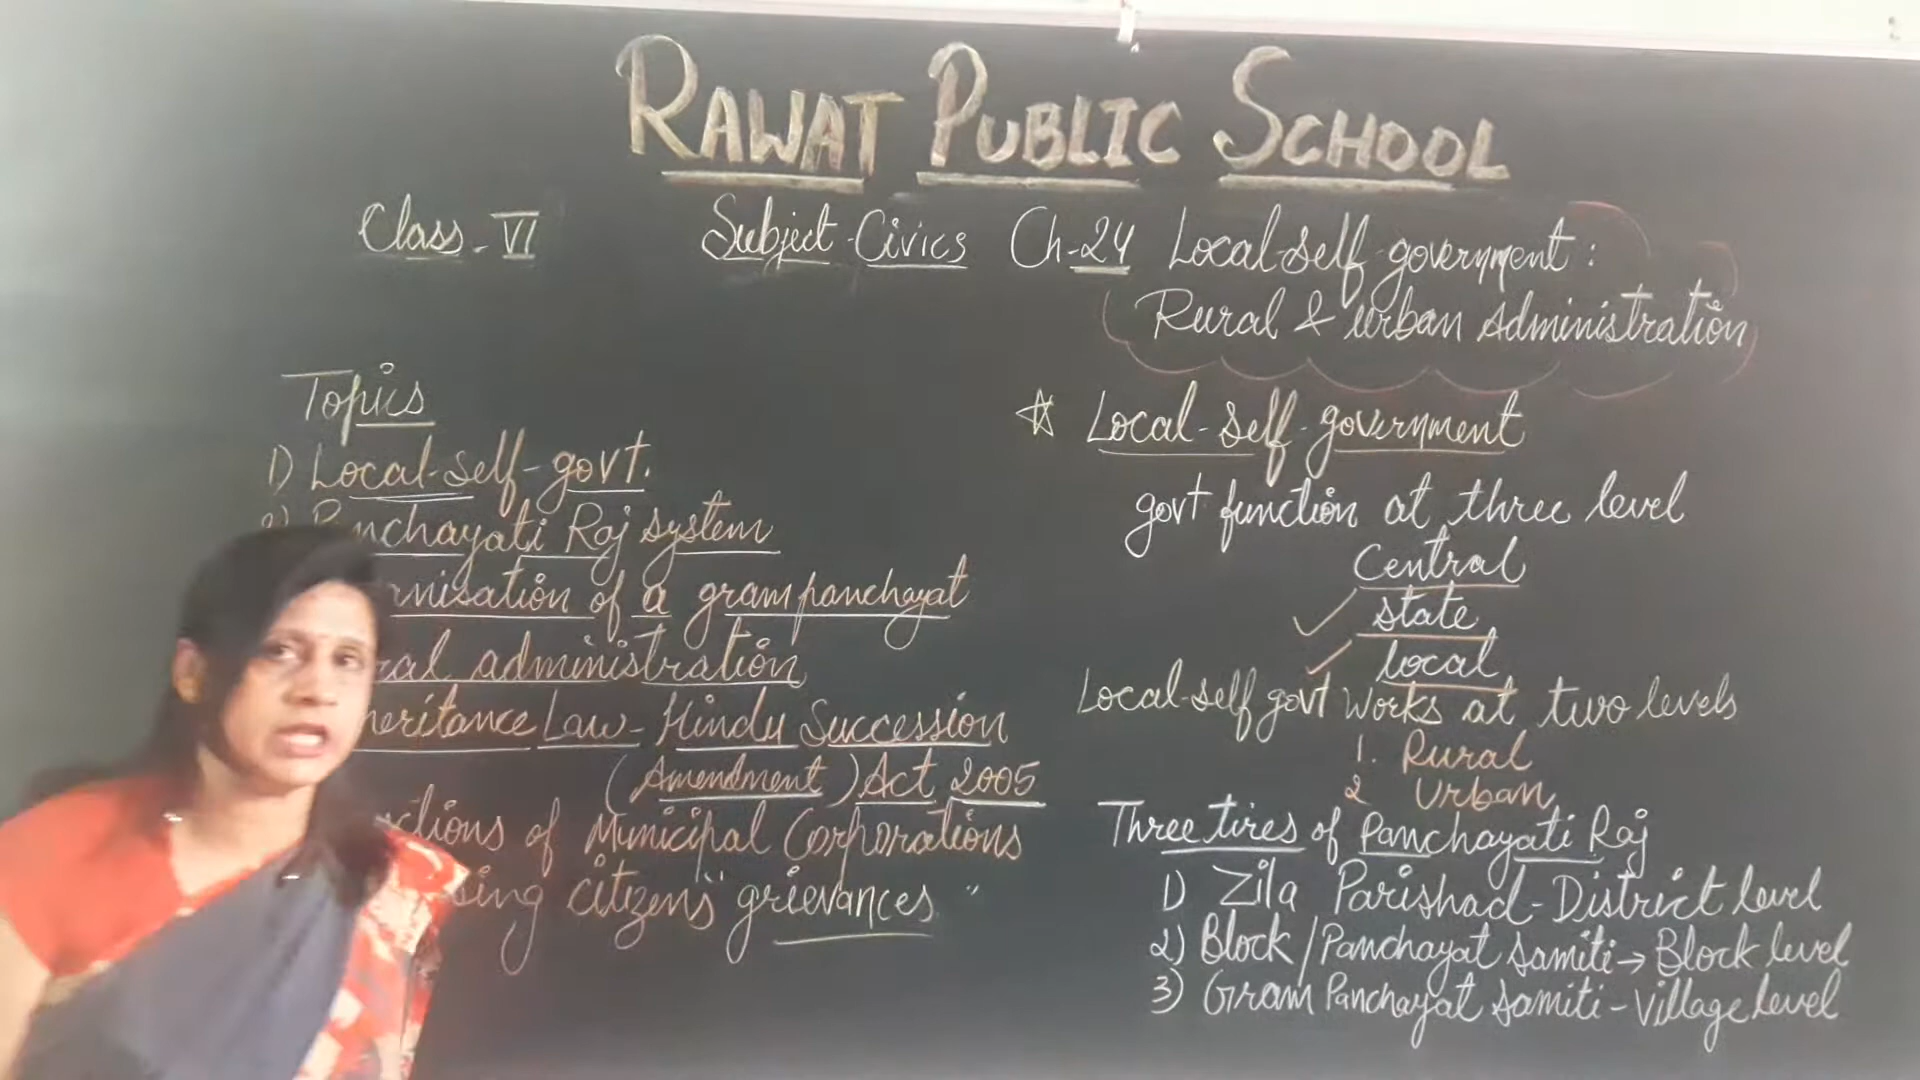 RAWAT PUBLIC SCHOOL
Class-VI Subject-Civics Ch-24 Local-self-government:
Rural & urban Administration
Topics
1) Local-self-govt.
Raj system
of a gram panchayat
administration
Law-Hindu Succession
(Amendment) Act 2005
of Municipal Corporations
citizens' grievances
☆ Local-self-government
govt function at three level
Central
✓ state
✓ local
Local-self govt works at two levels
1. Rural
2 Urban
Three tires of Panchayati Raj
1) Zila Parishad-District level
2) Block/Panchayat Samiti→Block level
3) Gram Panchayat Samiti-Village level